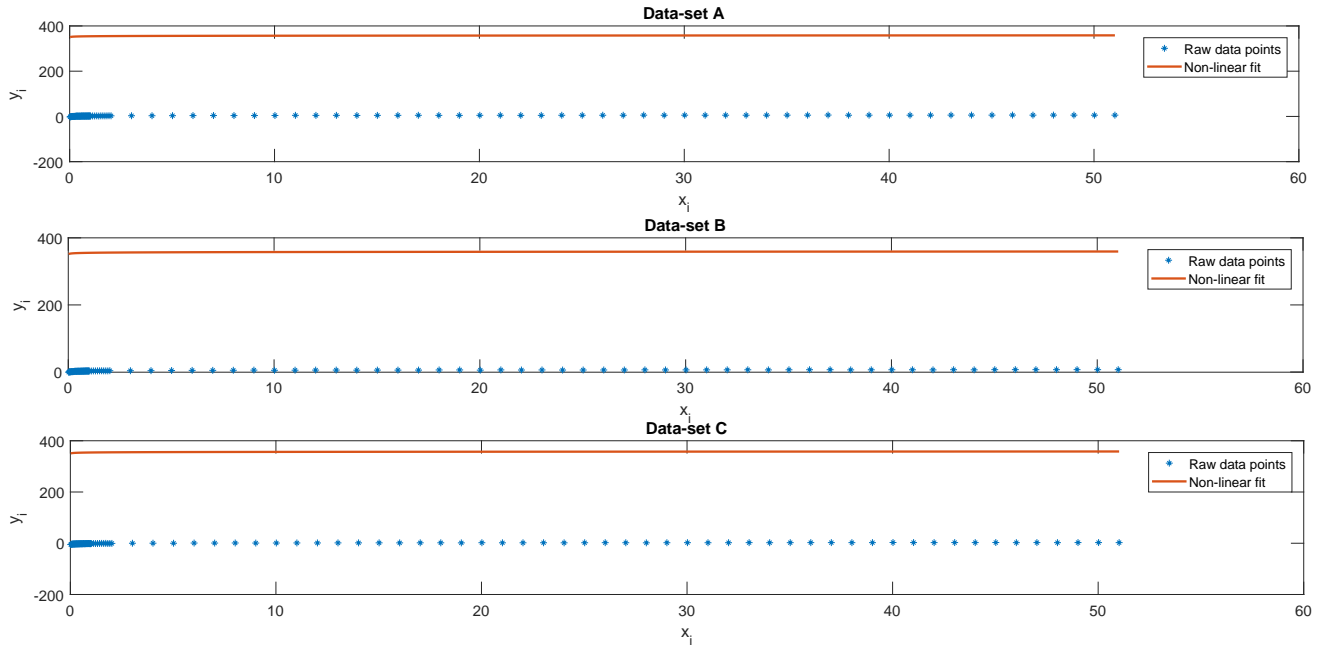 Data-set A
400
200
0
-200
y_i
Raw data points
Non-linear fit
0 10 20 30 40 50 60
x_i
Data-set B
400
200
0
y_i
Raw data points
Non-linear fit
0 10 20 30 40 50 60
x_i
Data-set C
400
200
0
-200
y_i
Raw data points
Non-linear fit
0 10 20 30 40 50 60
x_i